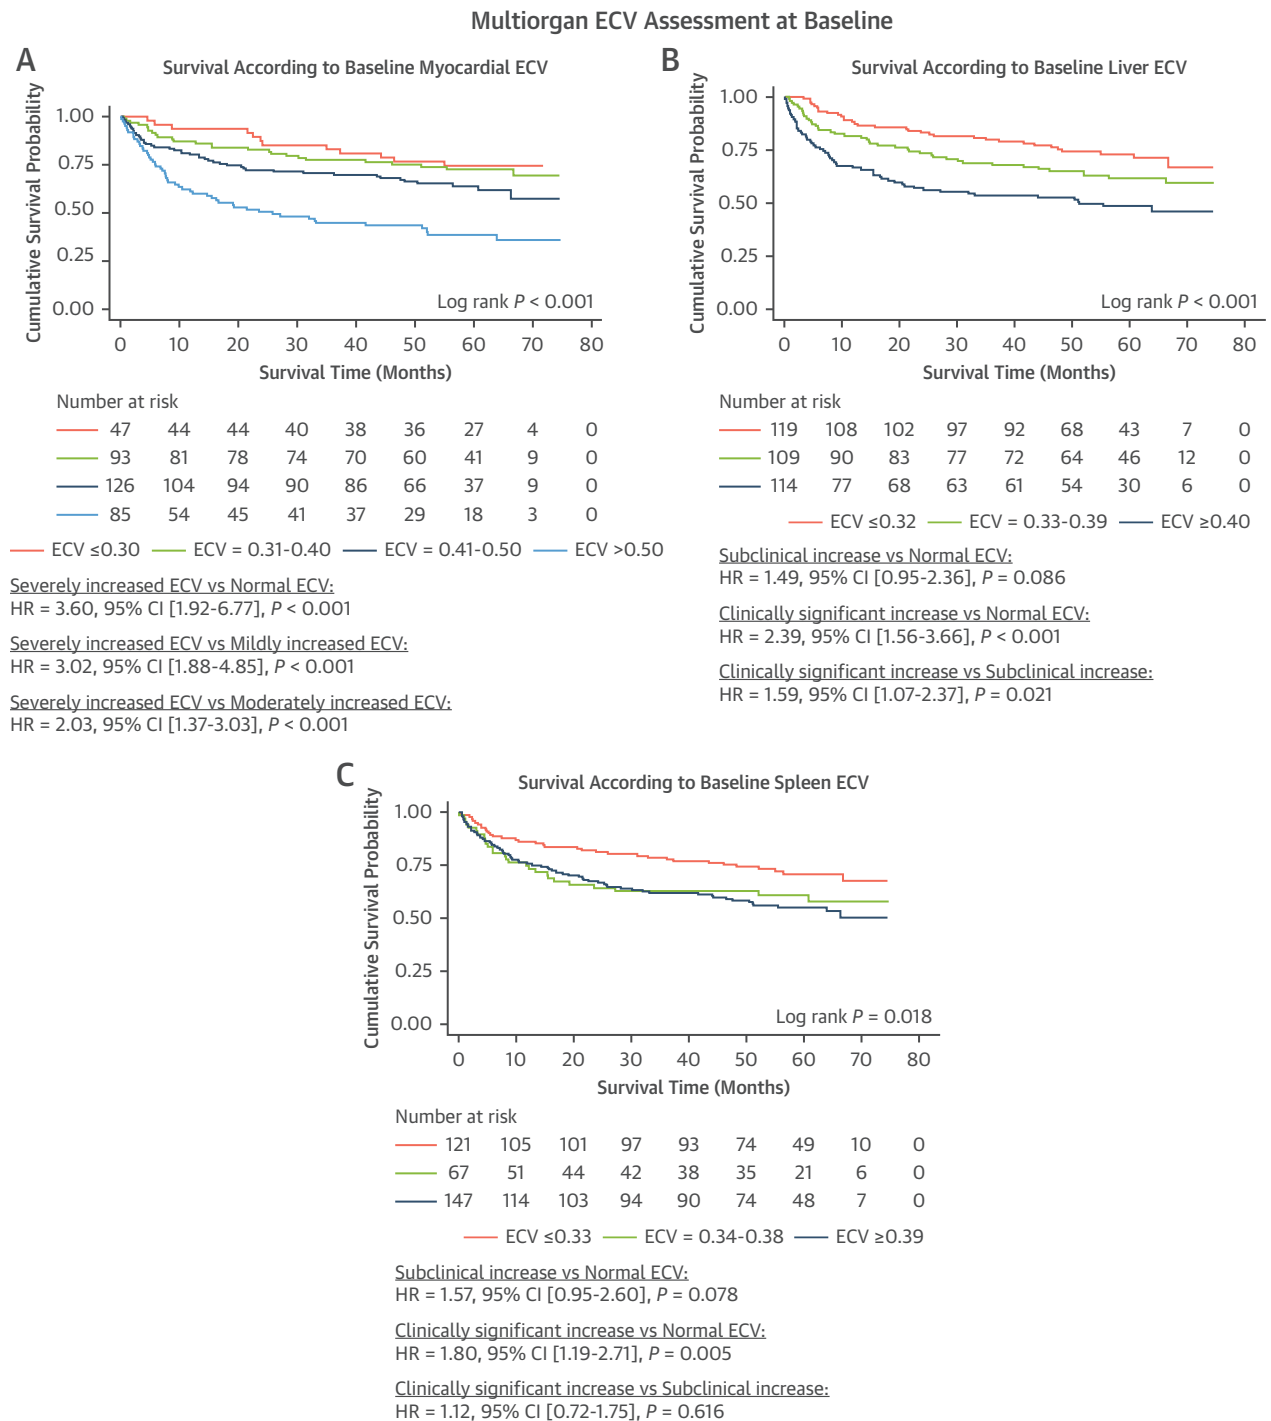 Multiorgan ECV Assessment at Baseline
A
Survival According to Baseline Myocardial ECV
Cumulative Survival Probability
1.00
0.75
0.50
0.25
0.00
Log rank P < 0.001
0 10 20 30 40 50 60 70 80
Survival Time (Months)
Number at risk
47 44 44 40 38 36 27 4 0
93 81 78 74 70 60 41 9 0
126 104 94 90 86 66 37 9 0
85 54 45 41 37 29 18 3 0
ECV ≤0.30 ECV = 0.31-0.40 ECV = 0.41-0.50 ECV >0.50
Severely increased ECV vs Normal ECV:
HR = 3.60, 95% CI [1.92-6.77], P < 0.001
Severely increased ECV vs Mildly increased ECV:
HR = 3.02, 95% CI [1.88-4.85], P < 0.001
Severely increased ECV vs Moderately increased ECV:
HR = 2.03, 95% CI [1.37-3.03], P < 0.001
B
Survival According to Baseline Liver ECV
Cumulative Survival Probability
1.00
0.75
0.50
0.25
0.00
Log rank P < 0.001
0 10 20 30 40 50 60 70 80
Survival Time (Months)
Number at risk
119 108 102 97 92 68 43 7 0
109 90 83 77 72 64 46 12 0
114 77 68 63 61 54 30 6 0
ECV ≤0.32 ECV = 0.33-0.39 ECV ≥0.40
Subclinical increase vs Normal ECV:
HR = 1.49, 95% CI [0.95-2.36], P = 0.086
Clinically significant increase vs Normal ECV:
HR = 2.39, 95% CI [1.56-3.66], P < 0.001
Clinically significant increase vs Subclinical increase:
HR = 1.59, 95% CI [1.07-2.37], P = 0.021
C
Survival According to Baseline Spleen ECV
Cumulative Survival Probability
1.00
0.75
0.50
0.25
0.00
Log rank P = 0.018
0 10 20 30 40 50 60 70 80
Survival Time (Months)
Number at risk
121 105 101 97 93 74 49 10 0
67 51 44 42 38 35 21 6 0
147 114 103 94 90 74 48 7 0
ECV ≤0.33 ECV = 0.34-0.38 ECV ≥0.39
Subclinical increase vs Normal ECV:
HR = 1.57, 95% CI [0.95-2.60], P = 0.078
Clinically significant increase vs Normal ECV:
HR = 1.80, 95% CI [1.19-2.71], P = 0.005
Clinically significant increase vs Subclinical increase:
HR = 1.12, 95% CI [0.72-1.75], P = 0.616